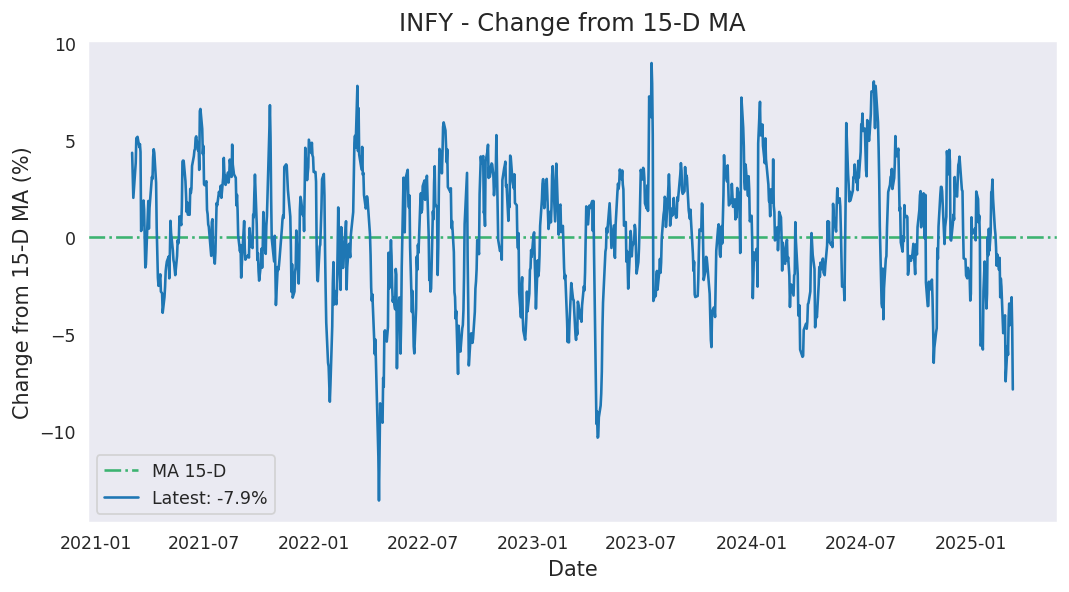 INFY - Change from 15-D MA
Change from 15-D MA (%)
10
5
0
−5
−10
MA 15-D
Latest: -7.9%
2021-01 2021-07 2022-01 2022-07 2023-01 2023-07 2024-01 2024-07 2025-01
Date